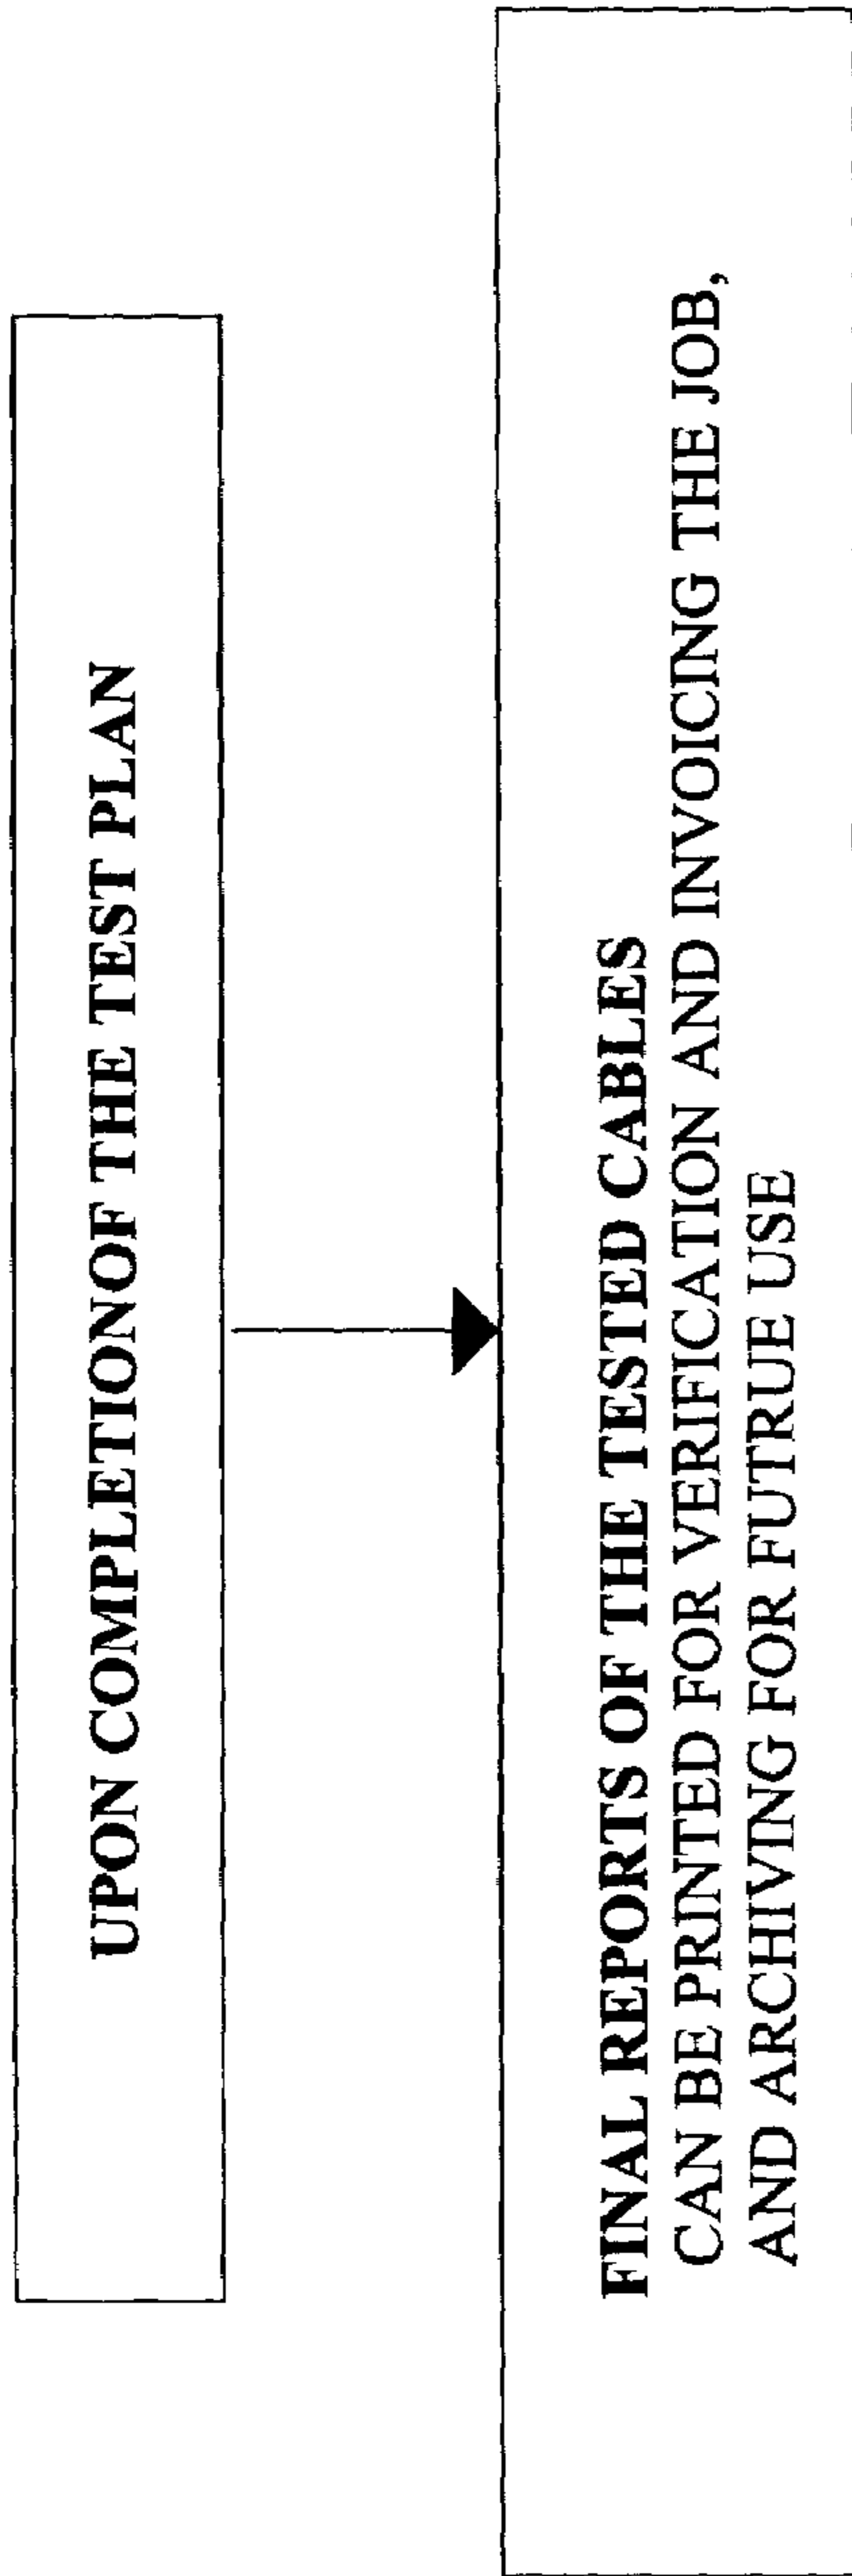 UPON COMPLETIONOF THE TEST PLAN
FINAL REPORTS OF THE TESTED CABLES
CAN BE PRINTED FOR VERIFICATION AND INVOICING THE JOB,
AND ARCHIVING FOR FUTRUE USE